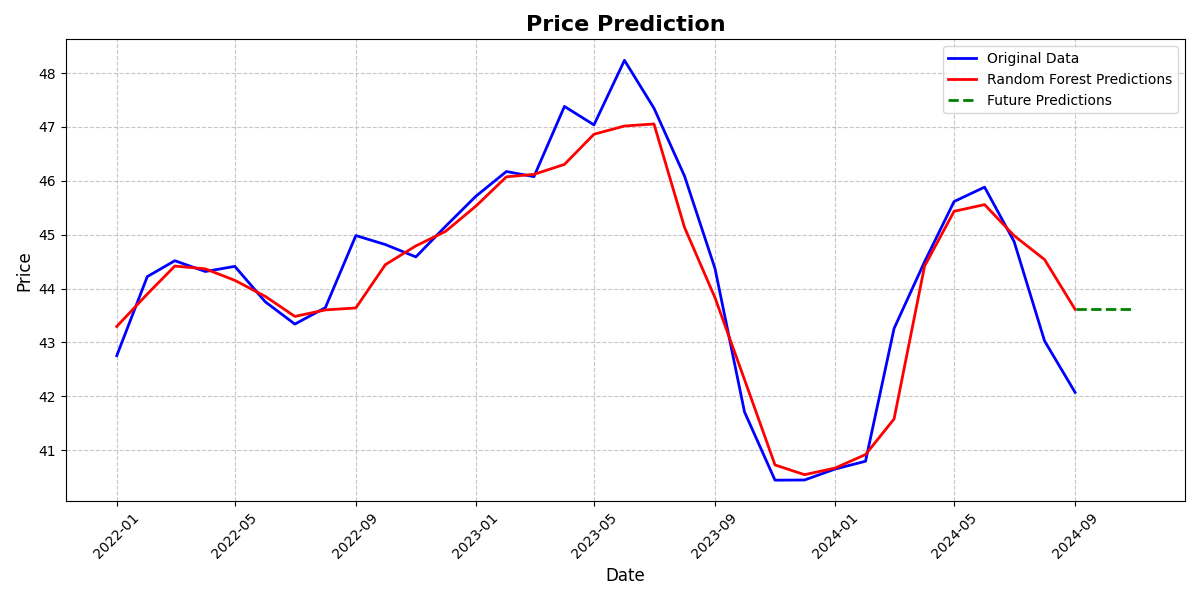 Price Prediction
Original Data
Random Forest Predictions
Future Predictions
Price
48
47
46
45
44
43
42
41
2022-01
2022-05
2022-09
2023-01
2023-05
2023-09
2024-01
2024-05
2024-09
Date